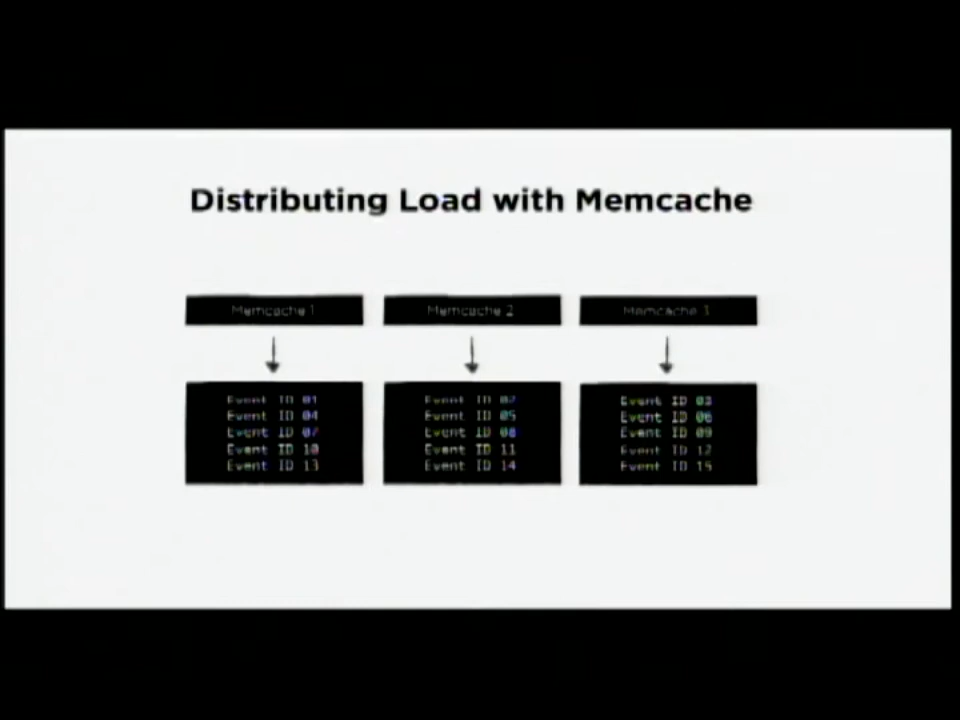 Distributing Load with Memcache
Memcache 1
Memcache 2
Memcache 3
Event ID 01
Event ID 04
Event ID 07
Event ID 10
Event ID 13
Event ID 02
Event ID 05
Event ID 08
Event ID 11
Event ID 14
Event ID 03
Event ID 06
Event ID 09
Event ID 12
Event ID 15